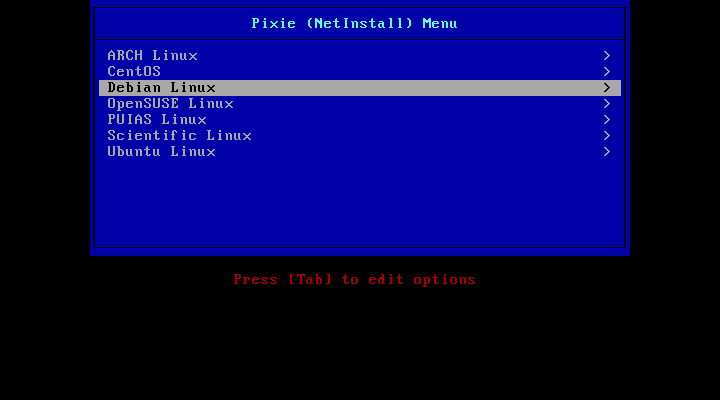 Pixie (NetInstall) Menu
ARCH Linux >
CentOS >
Debian Linux >
OpenSUSE Linux >
PUIAS Linux >
Scientific Linux >
Ubuntu Linux >
Press [Tab] to edit options